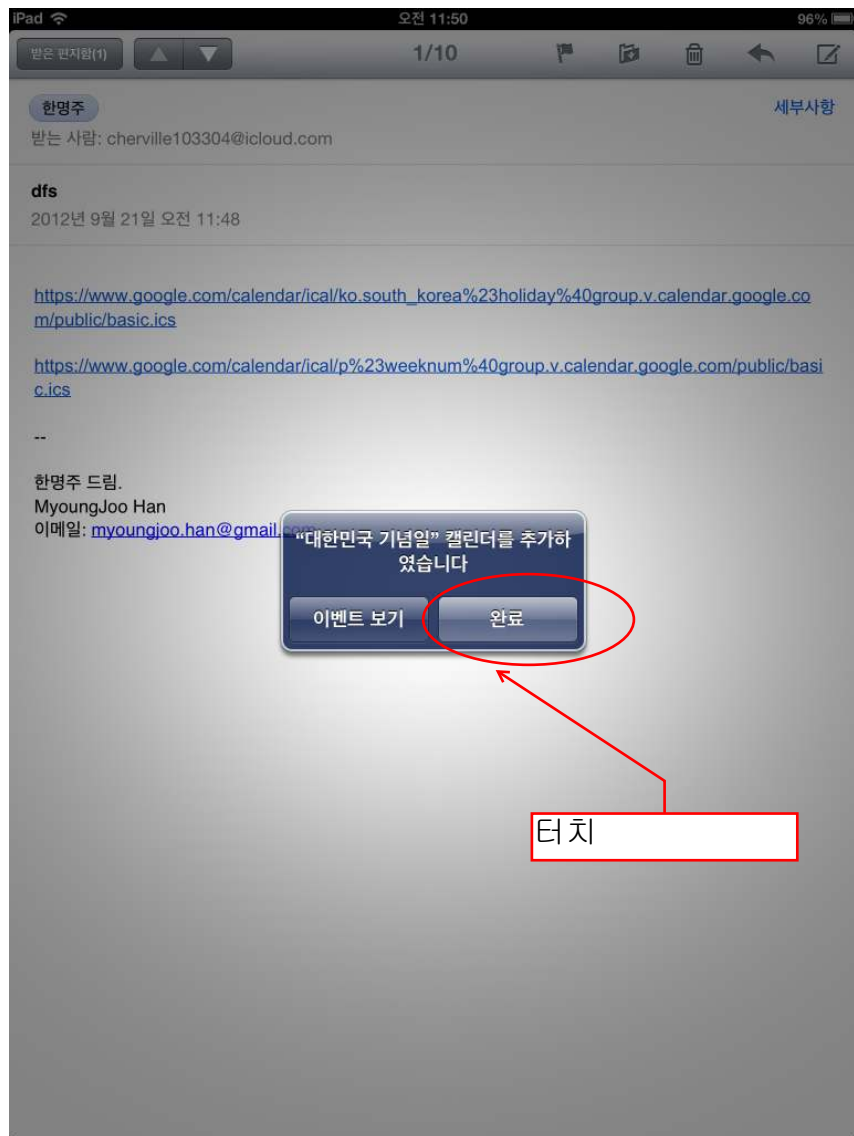 iPad 오전 11:50 96%
받은 편지함(1) 1/10
한명주 세부사항
받는 사람: cherville103304@icloud.com
dfs
2012년 9월 21일 오전 11:48
https://www.google.com/calendar/ical/ko.south_korea%23holiday%40group.v.calendar.google.co
m/public/basic.ics
https://www.google.com/calendar/ical/p%23weeknum%40group.v.calendar.google.com/public/basi
c.ics
--
한명주 드림.
MyoungJoo Han
이메일: myoungjoo.han@gmail.com
“대한민국 기념일” 캘린더를 추가하
였습니다
이벤트 보기 완료
터치